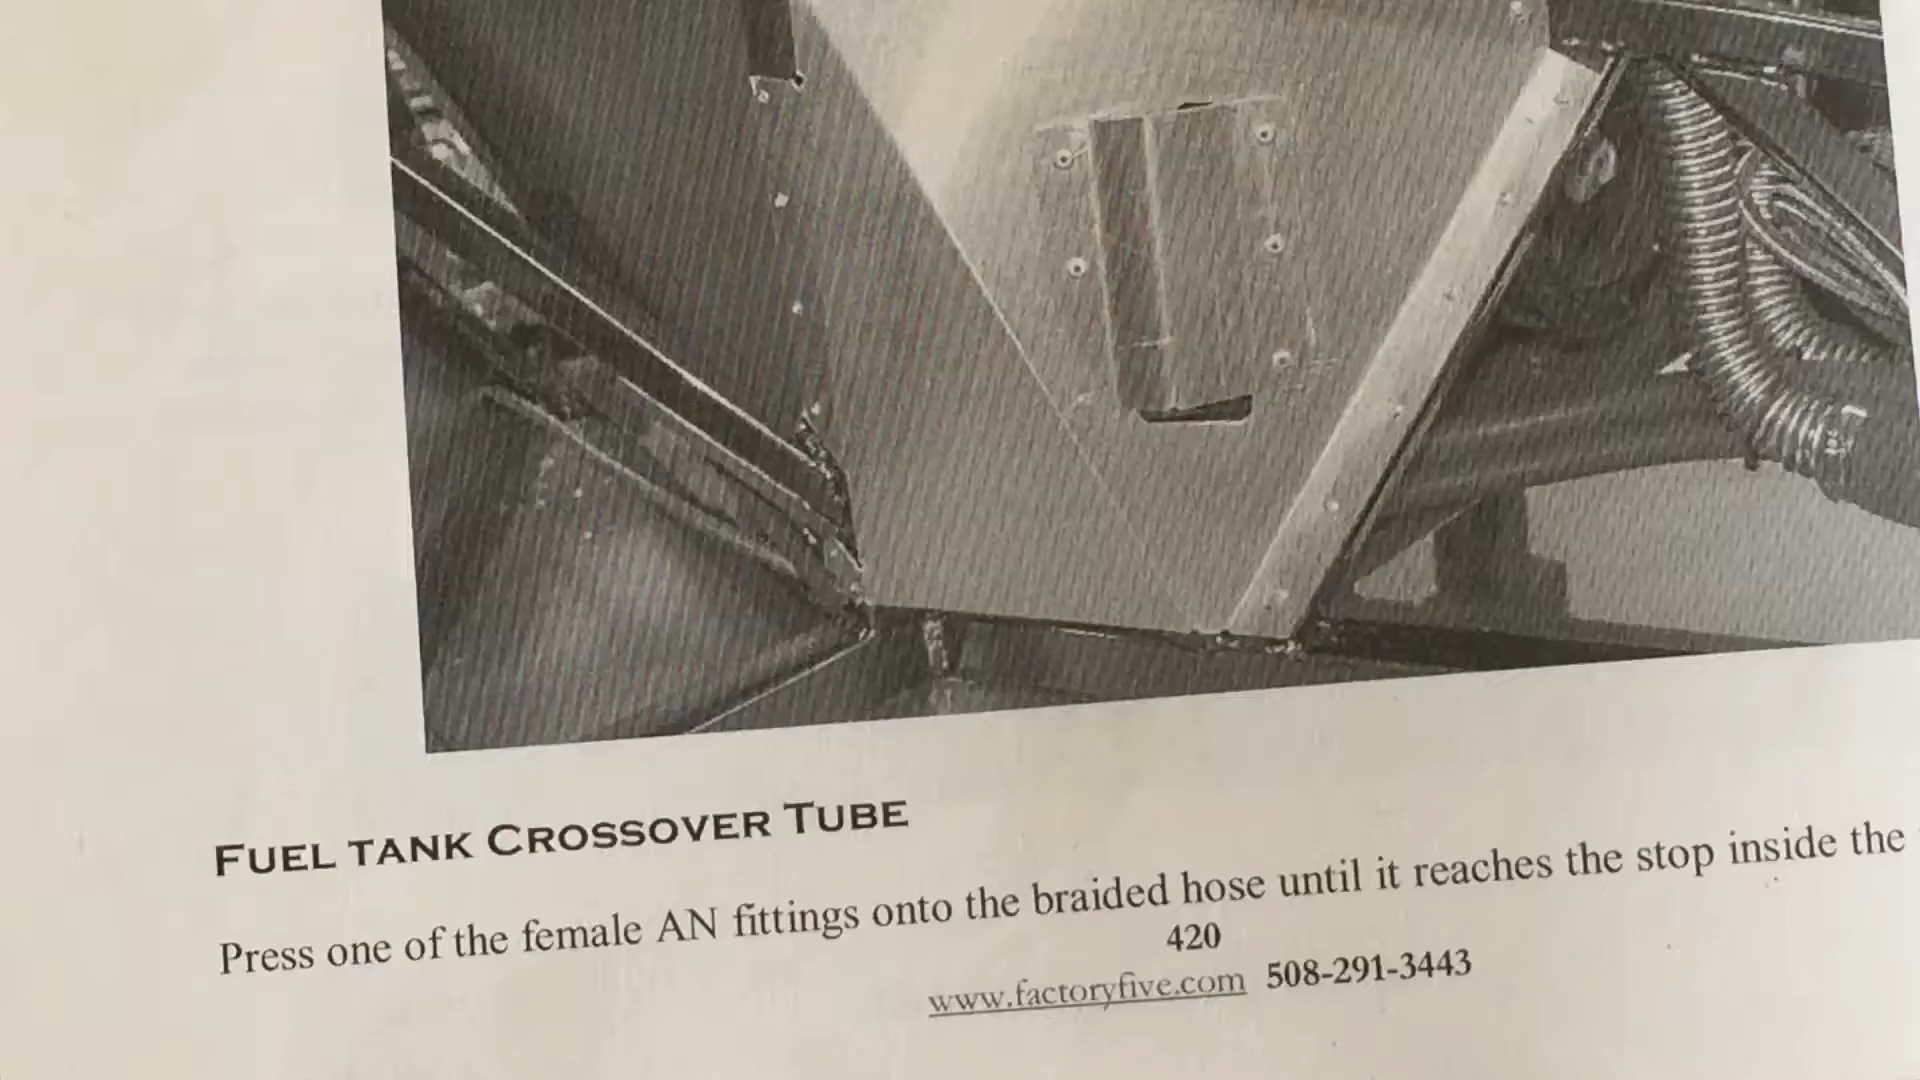 FUEL TANK CROSSOVER TUBE
Press one of the female AN fittings onto the braided hose until it reaches the stop inside the
420
www.factoryfive.com 508-291-3443